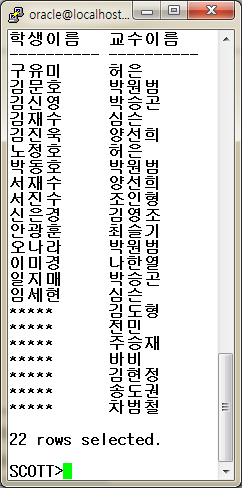 oracle@localhost...
학생이름 교수이름
---------- ----------
구유미 허은
김문호 박원범
김신영 박승곤
김재수 심슨
김진욱 양선희
노정호 허은
박동호 박원범
서재수 양선희
서진수 조인형
신은경 김영조
안광훈 최슬기
오나라 박원범
이미경 나한열
일지매 박승곤
임세현 심슨
***** 김도형
***** 전민
***** 주승재
***** 바비
***** 김현정
***** 송도권
***** 차범철
22 rows selected.
SCOTT>